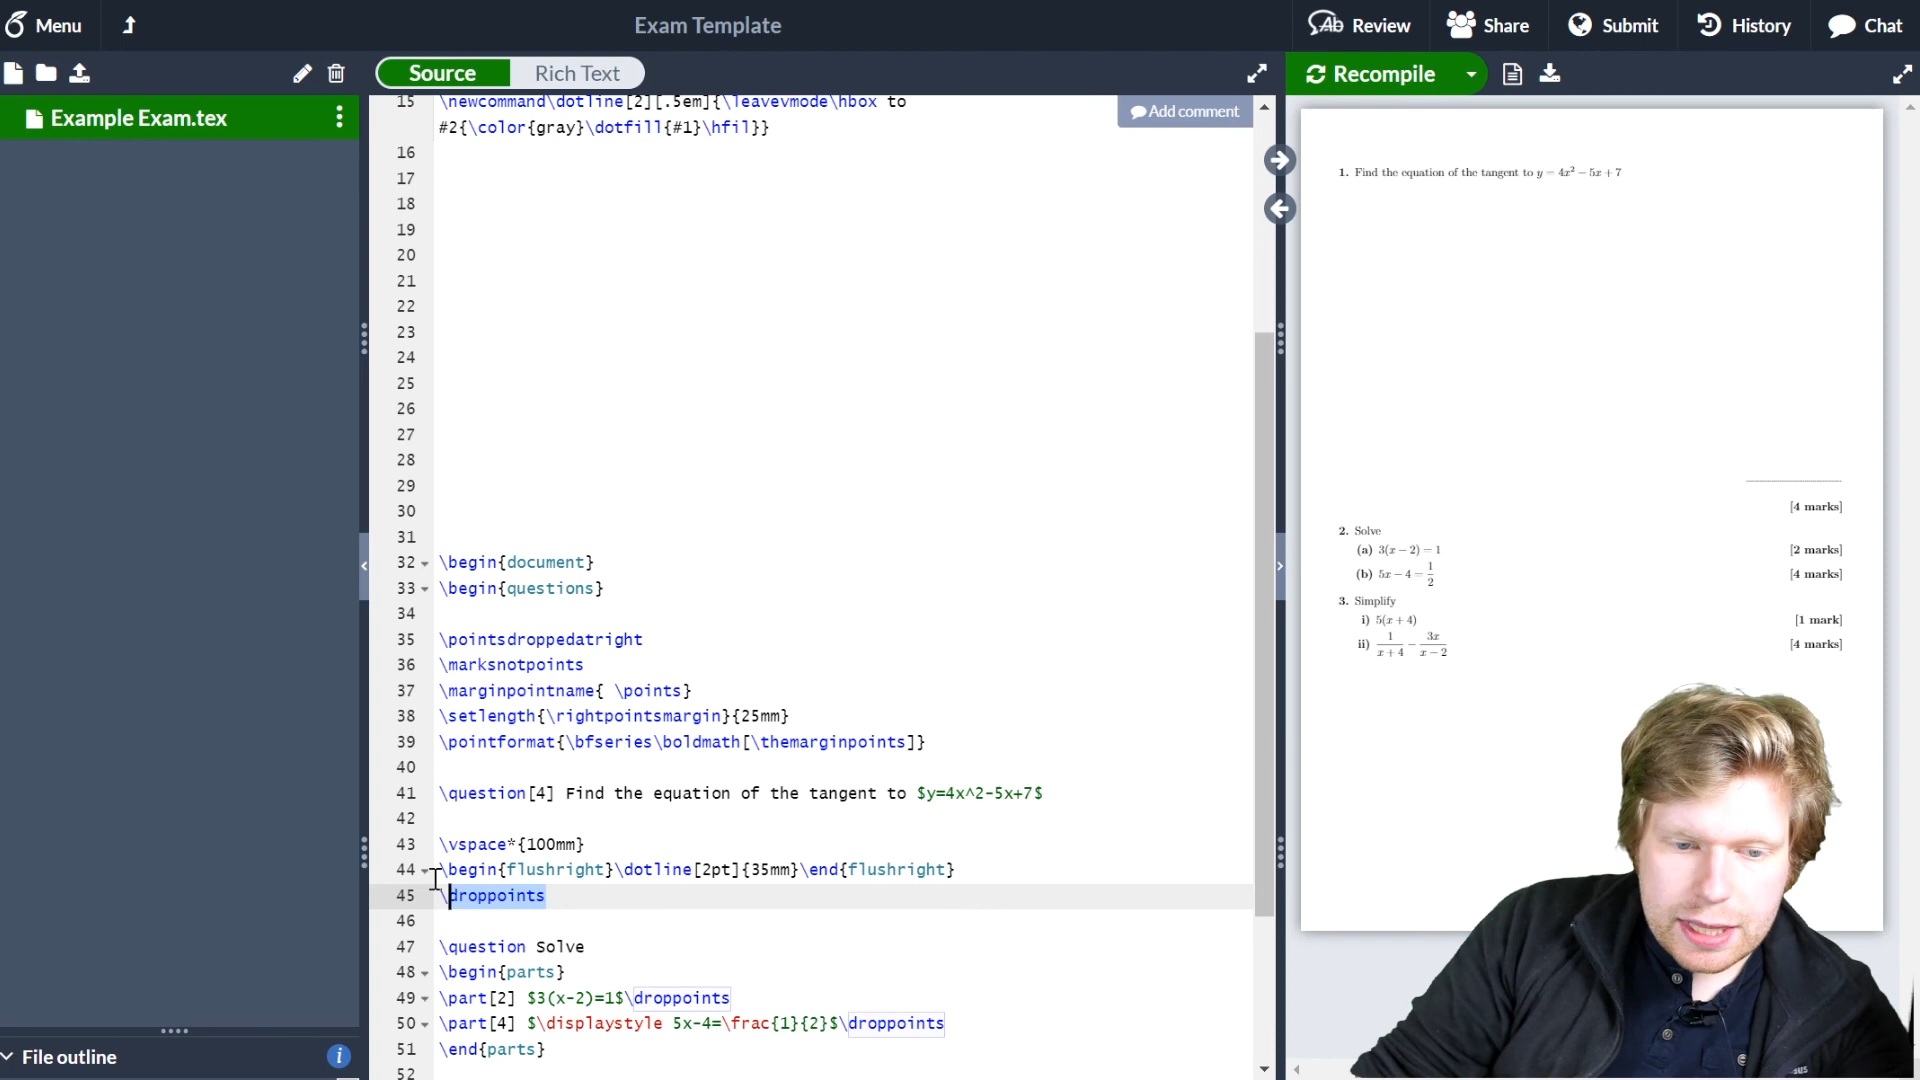 Menu
Exam Template
Review
Share
Submit
History
Chat
Source
Rich Text
Recompile
Example Exam.tex
File outline
Add comment
15 \newcommand\dotline[2][.5em]{\leavevmode\hbox to
#2{\color{gray}\dotfill{#1}\hfil}}
16
17
18
19
20
21
22
23
24
25
26
27
28
29
30
31
32 \begin{document}
33 \begin{questions}
34
35 \pointsdroppedatright
36 \marksnotpoints
37 \marginpointname{ \points}
38 \setlength{\rightpointsmargin}{25mm}
39 \pointformat{\bfseries\boldmath[\themarginpoints]}
40
41 \question[4] Find the equation of the tangent to $y=4x^2-5x+7$
42
43 \vspace*{100mm}
44 \begin{flushright}\dotline[2pt]{35mm}\end{flushright}
45 \droppoints
46
47 \question Solve
48 \begin{parts}
49 \part[2] $3(x-2)=1$\droppoints
50 \part[4] $\displaystyle 5x-4=\frac{1}{2}$\droppoints
51 \end{parts}
52
1. Find the equation of the tangent to y = 4x² − 5x + 7
[4 marks]
2. Solve
(a) 3(x − 2) = 1 [2 marks]
(b) 5x − 4 = 1/2 [4 marks]
3. Simplify
i) 5(x + 4) [1 mark]
ii) 1/(x + 4) − 3x/(x − 2) [4 marks]